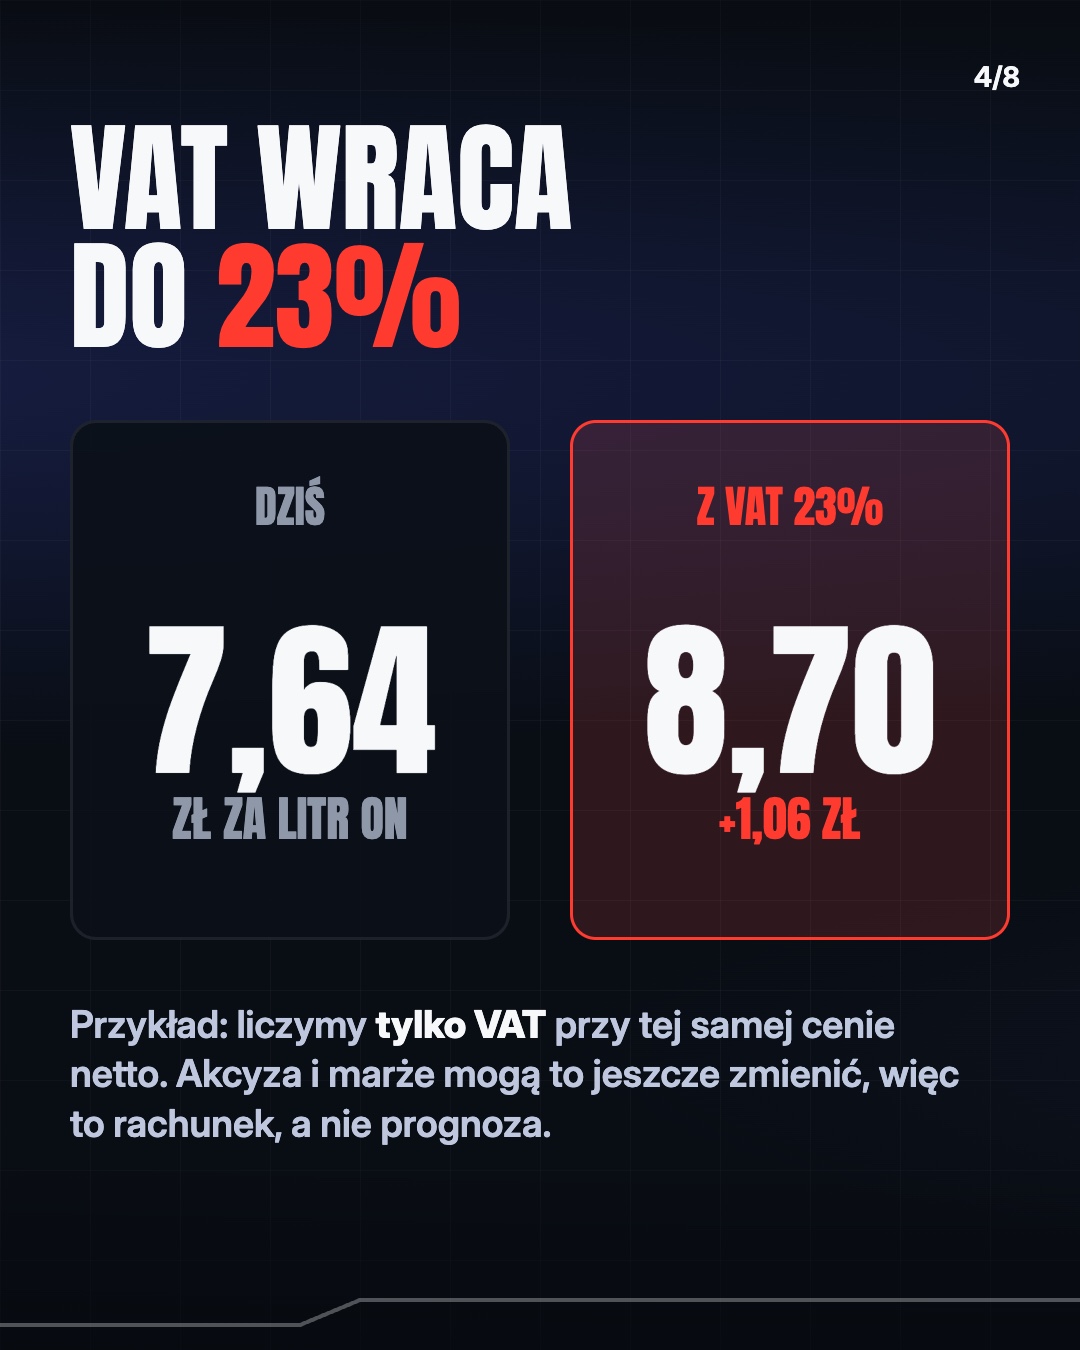 4/8
VAT WRACA
DO 23%
DZIŚ
7,64
ZŁ ZA LITR ON
Z VAT 23%
8,70
+1,06 ZŁ
Przykład: liczymy tylko VAT przy tej samej cenie
netto. Akcyza i marże mogą to jeszcze zmienić, więc
to rachunek, a nie prognoza.